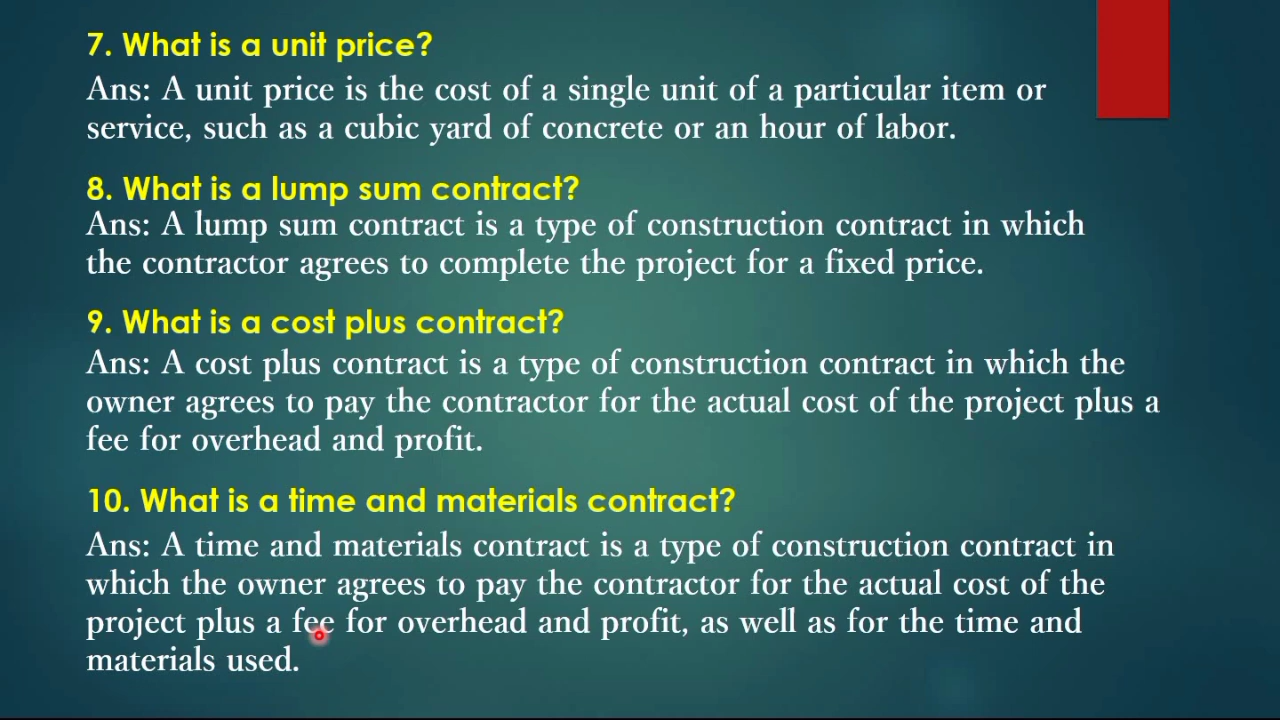 7. What is a unit price?
Ans: A unit price is the cost of a single unit of a particular item or
service, such as a cubic yard of concrete or an hour of labor.
8. What is a lump sum contract?
Ans: A lump sum contract is a type of construction contract in which
the contractor agrees to complete the project for a fixed price.
9. What is a cost plus contract?
Ans: A cost plus contract is a type of construction contract in which the
owner agrees to pay the contractor for the actual cost of the project plus a
fee for overhead and profit.
10. What is a time and materials contract?
Ans: A time and materials contract is a type of construction contract in
which the owner agrees to pay the contractor for the actual cost of the
project plus a fee for overhead and profit, as well as for the time and
materials used.